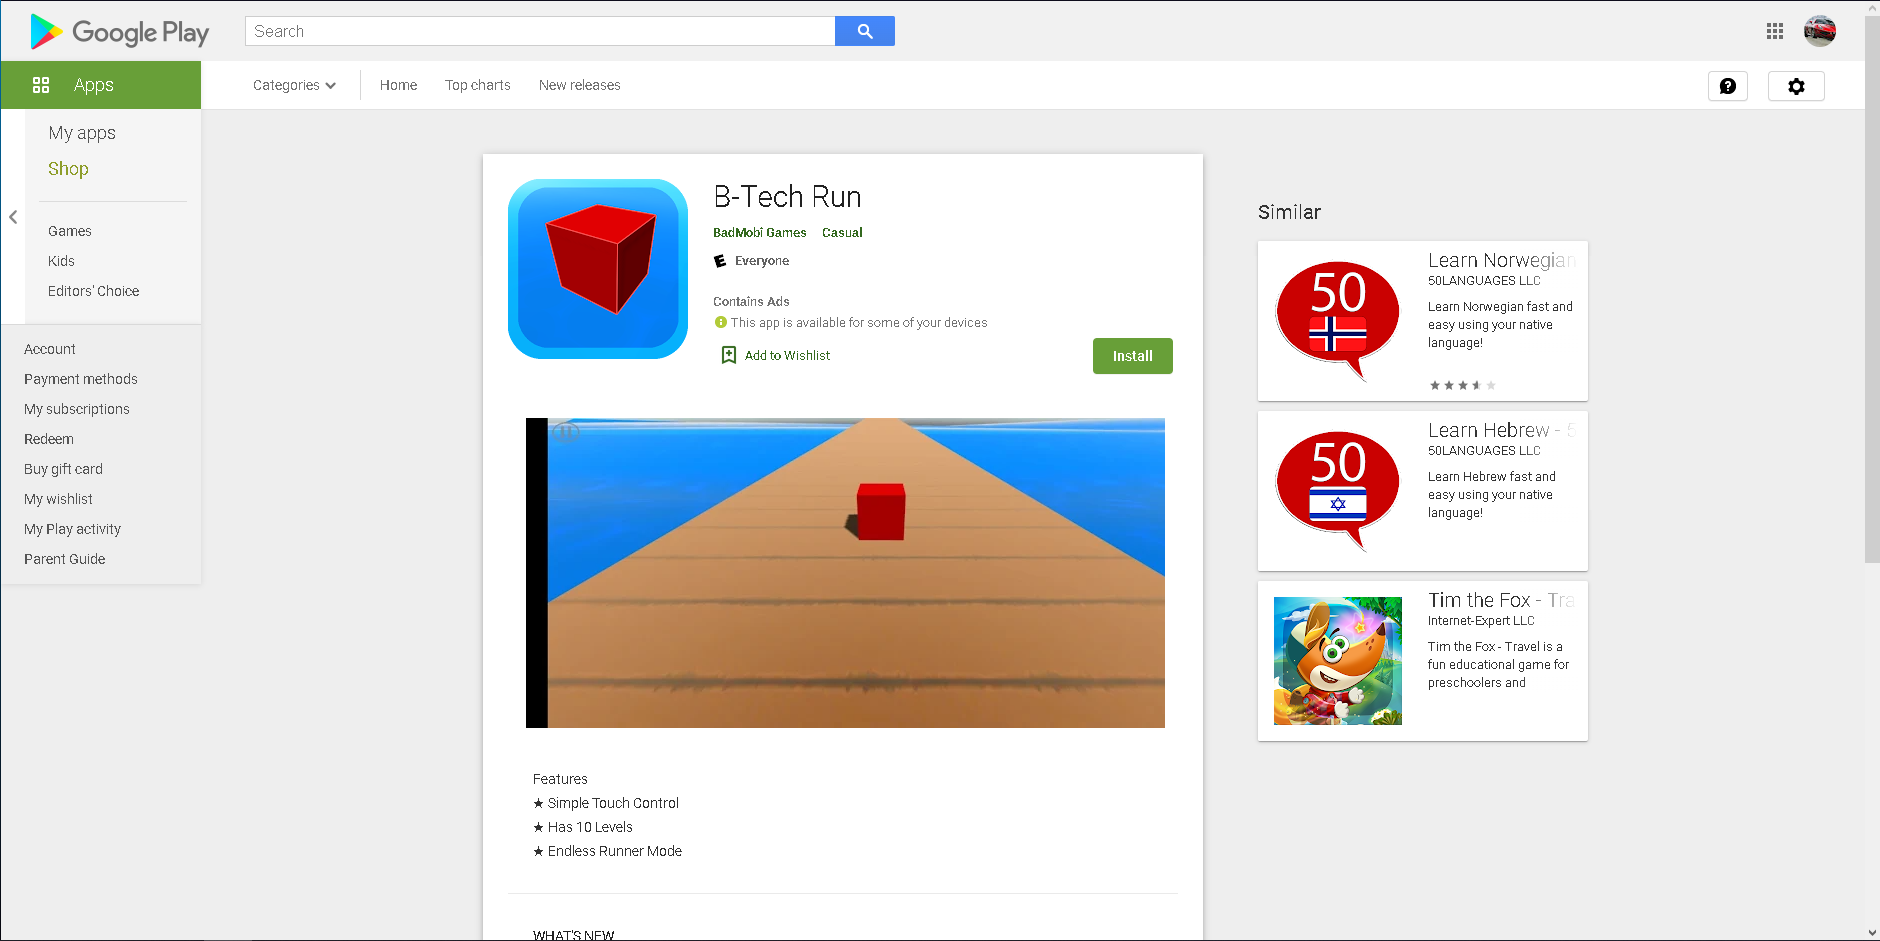 Google Play
Search
Apps
Categories
Home
Top charts
New releases
My apps
Shop
Games
Kids
Editors' Choice
Account
Payment methods
My subscriptions
Redeem
Buy gift card
My wishlist
My Play activity
Parent Guide
B-Tech Run
BadMobi Games Casual
E Everyone
Contains Ads
This app is available for some of your devices
Add to Wishlist
Install
Features
★ Simple Touch Control
★ Has 10 Levels
★ Endless Runner Mode
WHAT'S NEW
Similar
50
Learn Norwegian
50LANGUAGES LLC
Learn Norwegian fast and
easy using your native
language!
50
Learn Hebrew - 5
50LANGUAGES LLC
Learn Hebrew fast and
easy using your native
language!
Tim the Fox - Tra
Internet-Expert LLC
Tim the Fox - Travel is a
fun educational game for
preschoolers and